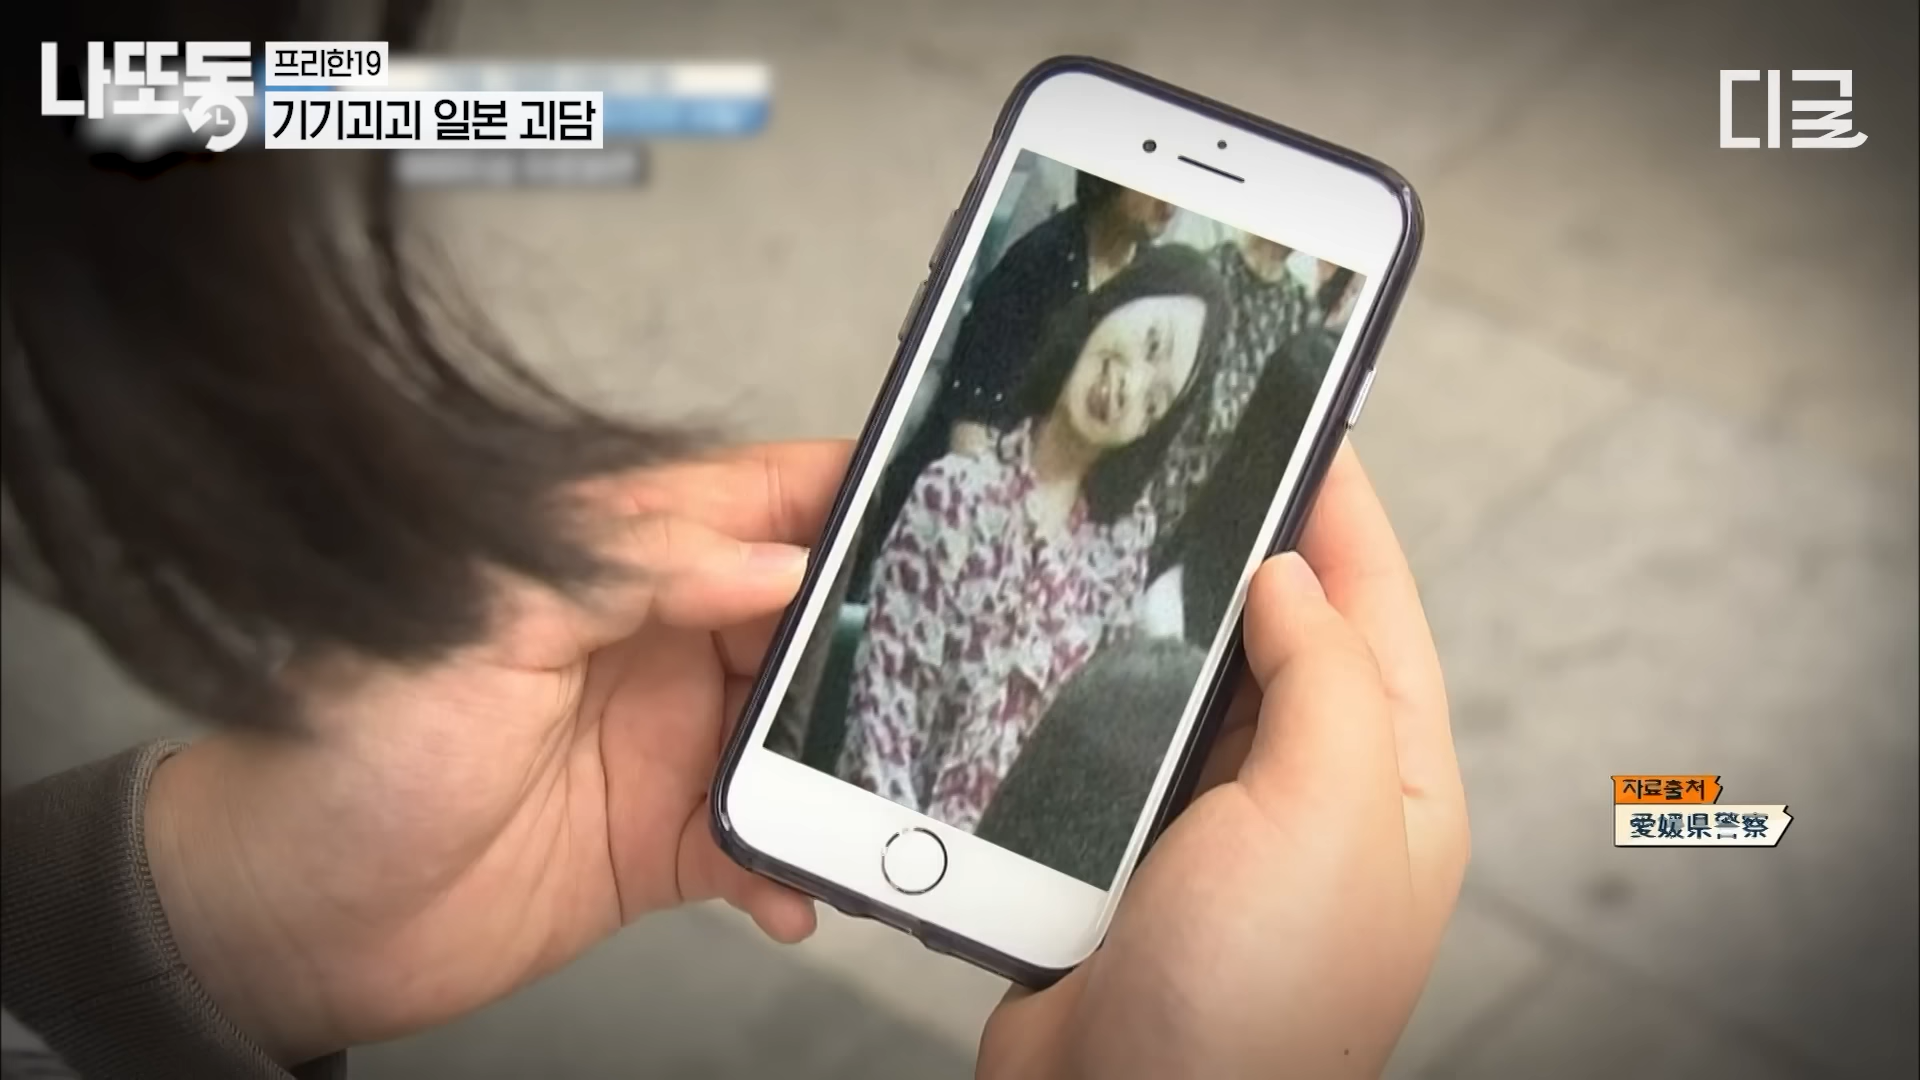 나또동
프리한19
기기괴괴 일본 괴담
디글
자료출처
愛媛県警察